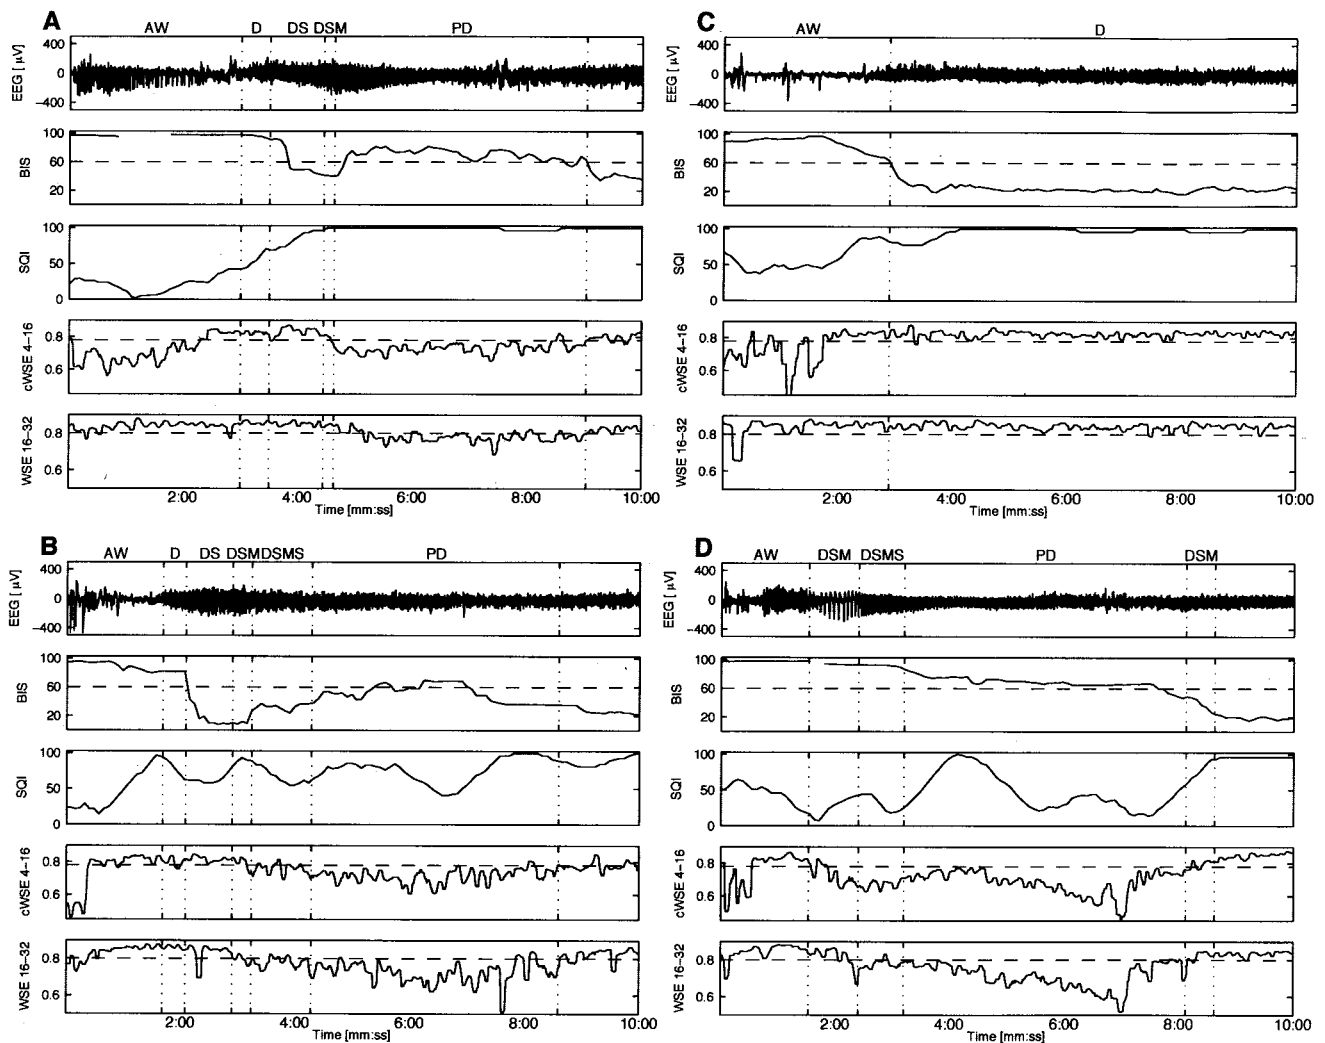 A
AW D DS DSM PD
EEG [ μV]
400
0
−400
BIS
100
60
20
SQI
100
50
0
cWSE 4−16
0.8
0.6
WSE 16−32
0.8
0.6
2:00 4:00 6:00 8:00 10:00
Time [mm:ss]
C
AW D
EEG [ μV]
400
0
−400
BIS
100
60
20
SQI
100
50
0
cWSE 4−16
0.8
0.6
WSE 16−32
0.8
0.6
2:00 4:00 6:00 8:00 10:00
Time [mm:ss]
B
AW D DS DSM DSMS PD
EEG [ μV]
400
0
−400
BIS
100
60
20
SQI
100
50
0
cWSE 4−16
0.8
0.6
WSE 16−32
0.8
0.6
2:00 4:00 6:00 8:00 10:00
Time [mm:ss]
D
AW DSM DSMS PD DSM
EEG [ μV]
400
0
−400
BIS
100
60
20
SQI
100
50
0
cWSE 4−16
0.8
0.6
WSE 16−32
0.8
0.6
2:00 4:00 6:00 8:00 10:00
Time [mm:ss]